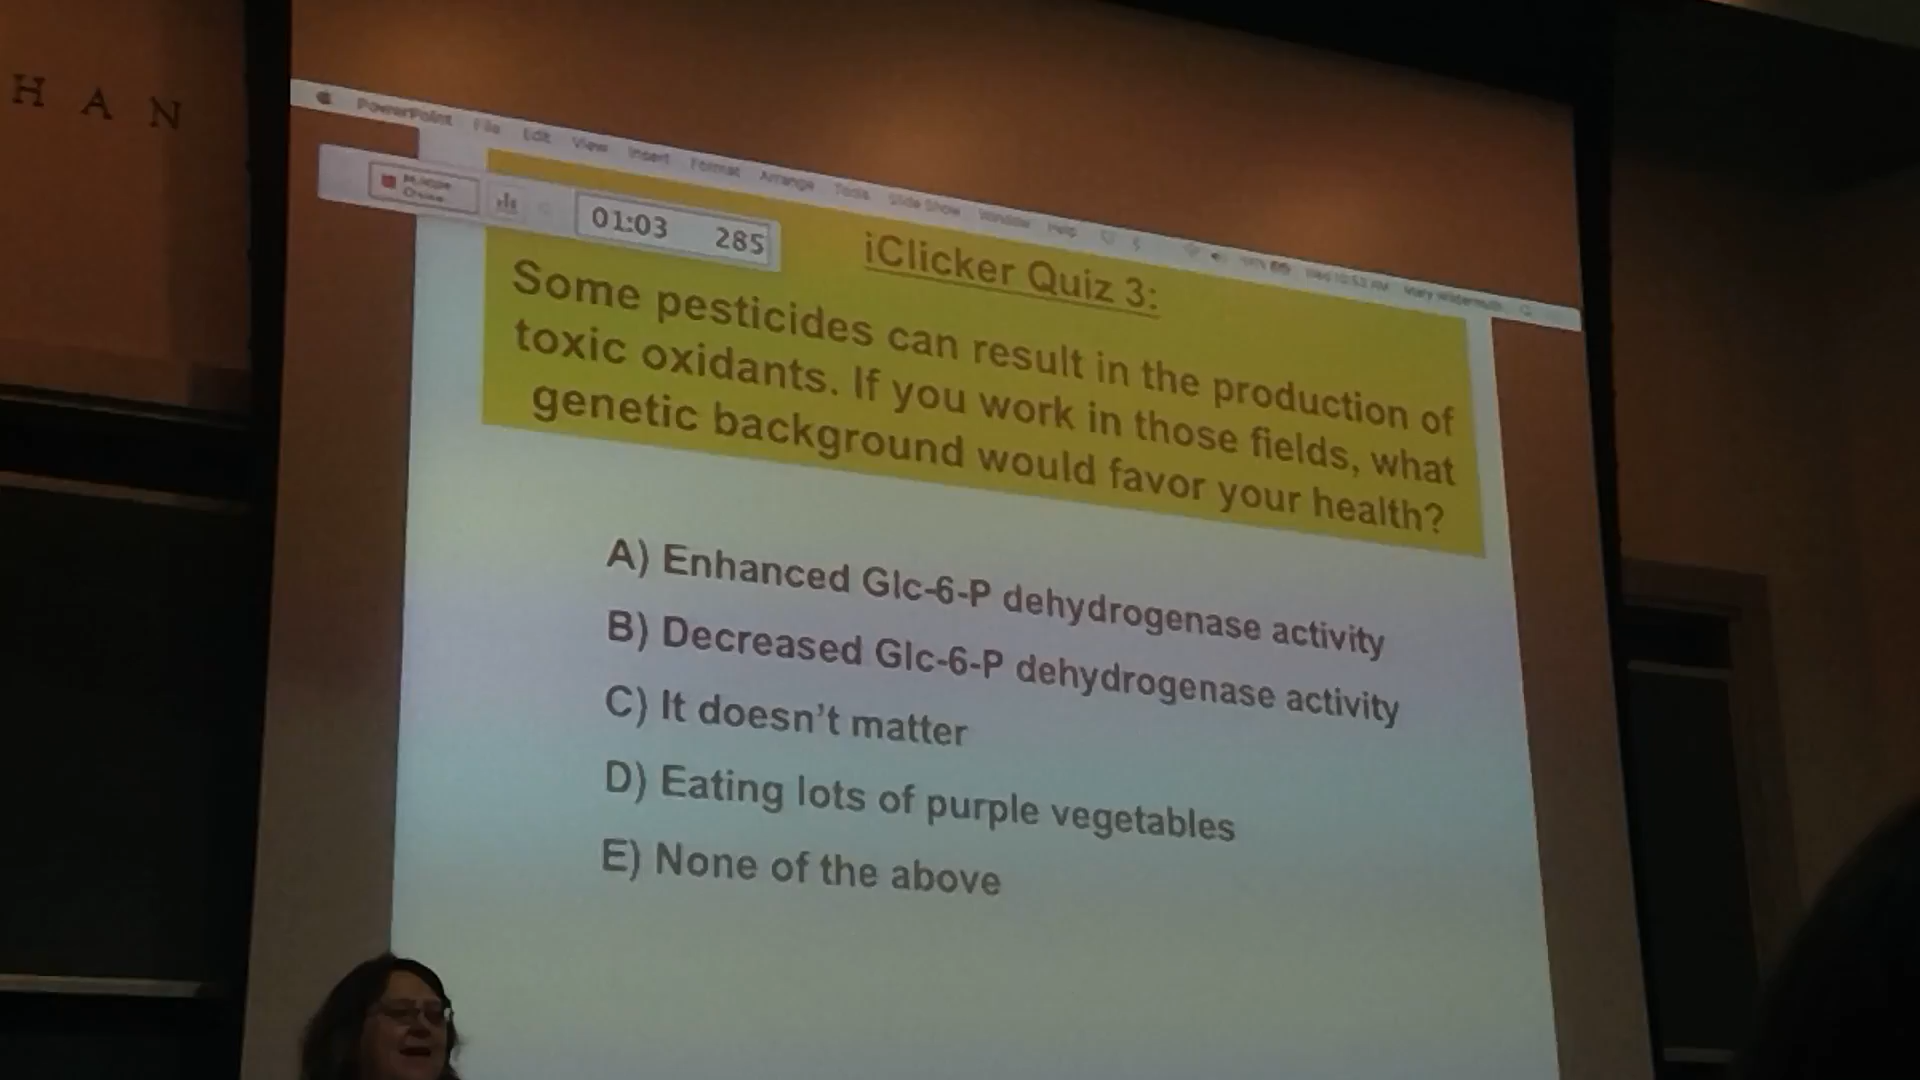 HAN
PowerPoint File Edit View Insert Format Arrange Tools Slide Show Window Help
01:03 285
iClicker Quiz 3:
Some pesticides can result in the production of
toxic oxidants. If you work in those fields, what
genetic background would favor your health?
A) Enhanced Glc-6-P dehydrogenase activity
B) Decreased Glc-6-P dehydrogenase activity
C) It doesn't matter
D) Eating lots of purple vegetables
E) None of the above